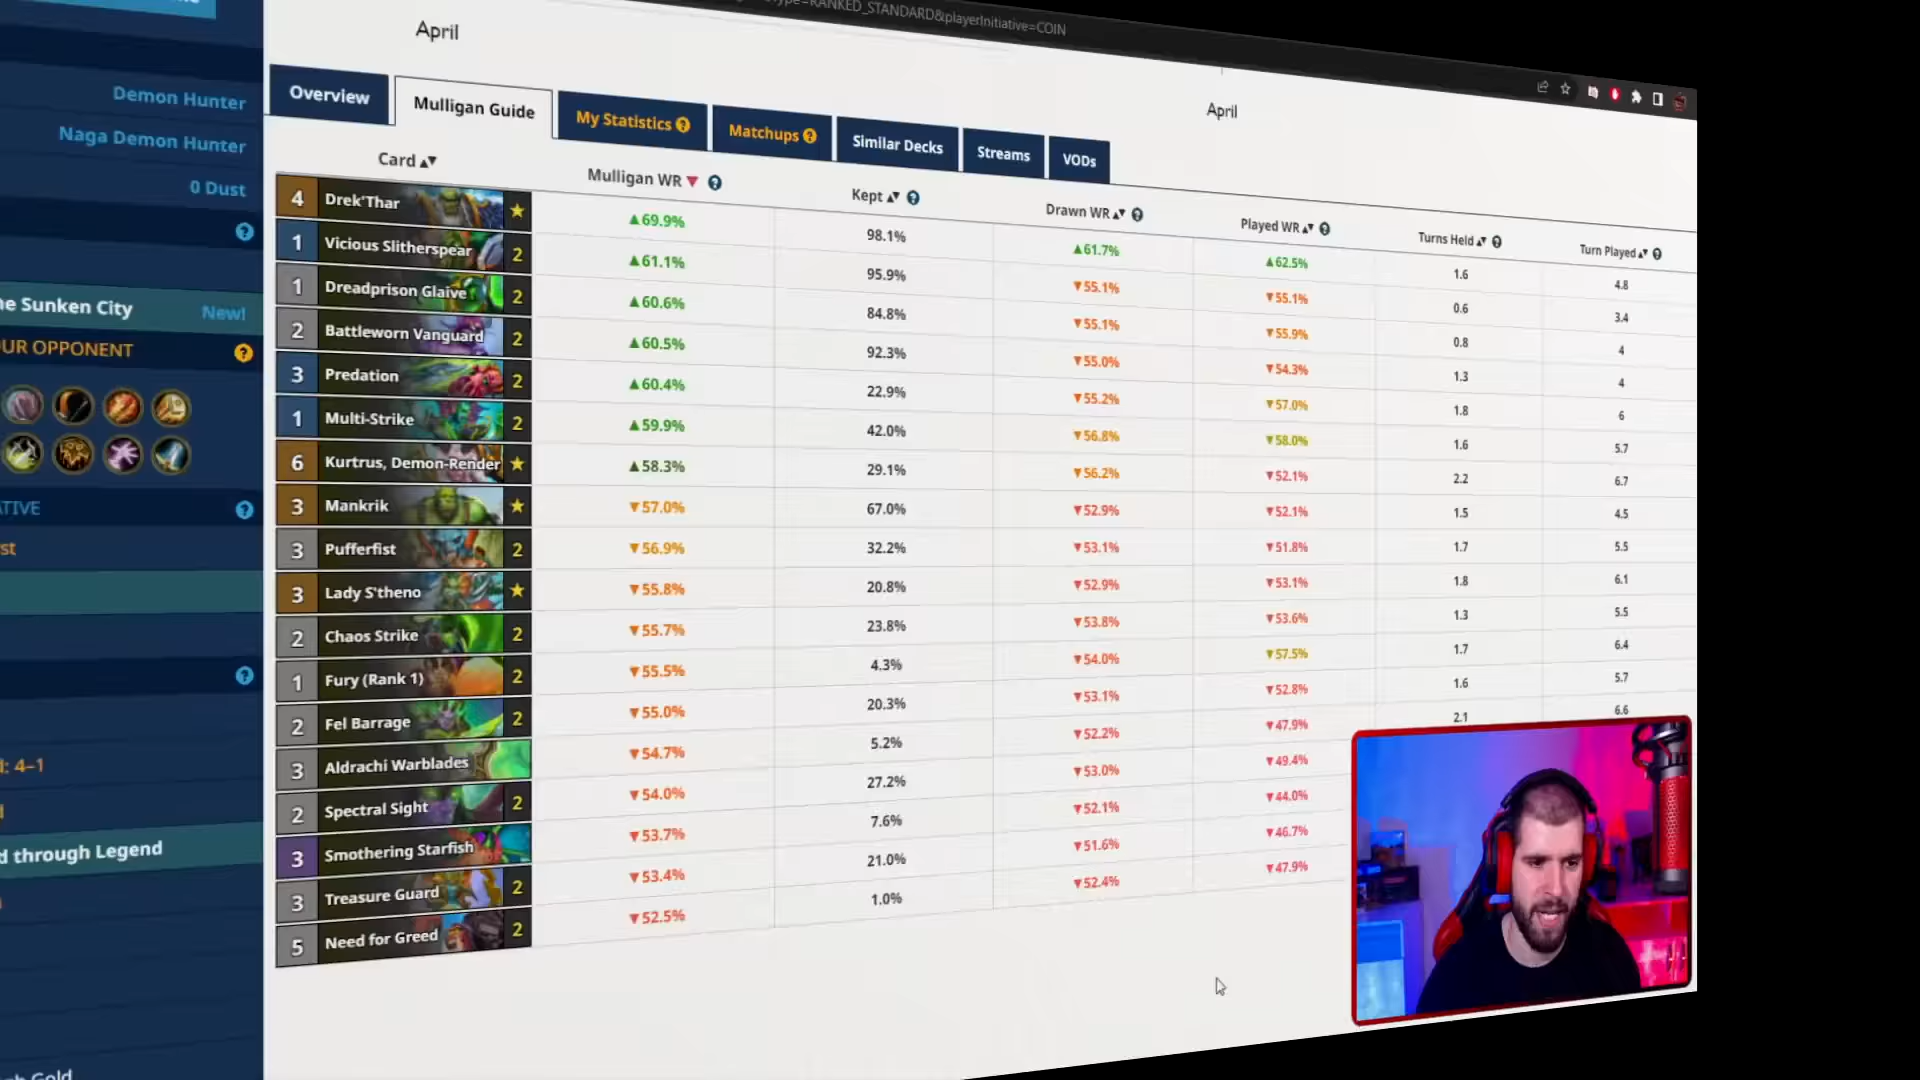 Type=RANKED_STANDARD&playerInitiative=COIN
April
April
Overview
Mulligan Guide
My Statistics ?
Matchups ?
Similar Decks
Streams
VODs
Card
Mulligan WR ?
Kept ?
Drawn WR ?
Played WR ?
Turns Held ?
Turn Played ?
4 Drek'Thar ★ ▲69.9% 98.1% ▲61.7% ▲62.5% 1.6 4.8
1 Vicious Slitherspear 2 ▲61.1% 95.9% ▼55.1% ▼55.1% 0.6 3.4
1 Dreadprison Glaive 2 ▲60.6% 84.8% ▼55.1% ▼55.9% 0.8 4
2 Battleworn Vanguard 2 ▲60.5% 92.3% ▼55.0% ▼54.3% 1.3 4
3 Predation 2 ▲60.4% 22.9% ▼55.2% ▼57.0% 1.8 6
1 Multi-Strike 2 ▲59.9% 42.0% ▼56.8% ▼58.0% 1.6 5.7
6 Kurtrus, Demon-Render ★ ▲58.3% 29.1% ▼56.2% ▼52.1% 2.2 6.7
3 Mankrik ★ ▼57.0% 67.0% ▼52.9% ▼52.1% 1.5 4.5
3 Pufferfist 2 ▼56.9% 32.2% ▼53.1% ▼51.8% 1.7 5.5
3 Lady S'theno ★ ▼55.8% 20.8% ▼52.9% ▼53.1% 1.8 6.1
2 Chaos Strike 2 ▼55.7% 23.8% ▼53.8% ▼53.6% 1.3 5.5
1 Fury (Rank 1) 2 ▼55.5% 4.3% ▼54.0% ▼57.5% 1.7 6.4
2 Fel Barrage 2 ▼55.0% 20.3% ▼53.1% ▼52.8% 1.6 5.7
3 Aldrachi Warblades ▼54.7% 5.2% ▼52.2% ▼47.9% 2.1 6.6
2 Spectral Sight 2 ▼54.0% 27.2% ▼53.0% ▼49.4%
3 Smothering Starfish ▼53.7% 7.6% ▼52.1% ▼44.0%
3 Treasure Guard 2 ▼53.4% 21.0% ▼51.6% ▼46.7%
5 Need for Greed 2 ▼52.5% 1.0% ▼52.4% ▼47.9%
Demon Hunter
Naga Demon Hunter
0 Dust
?
he Sunken City New!
UR OPPONENT ?
ATIVE ?
st
?
d: 4–1
d through Legend
Gold